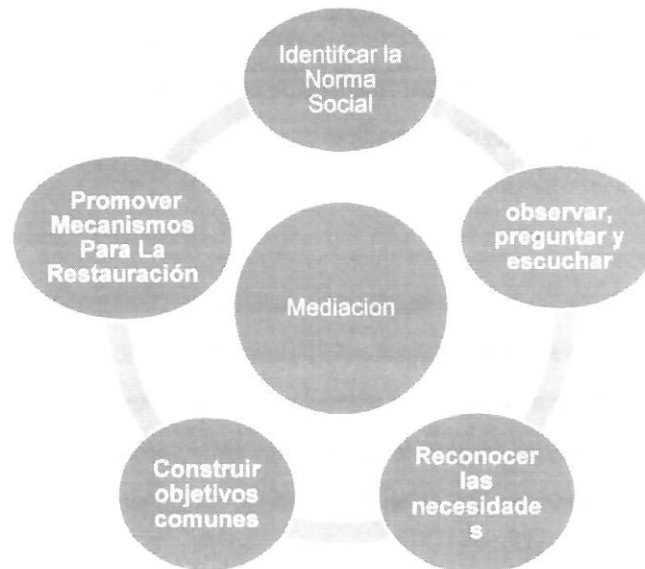 Identifcar la
Norma
Social
observar,
preguntar y
escuchar
Reconocer
las
necesidade
s
Construir
objetivos
comunes
Promover
Mecanismos
Para La
Restauración
Mediacion